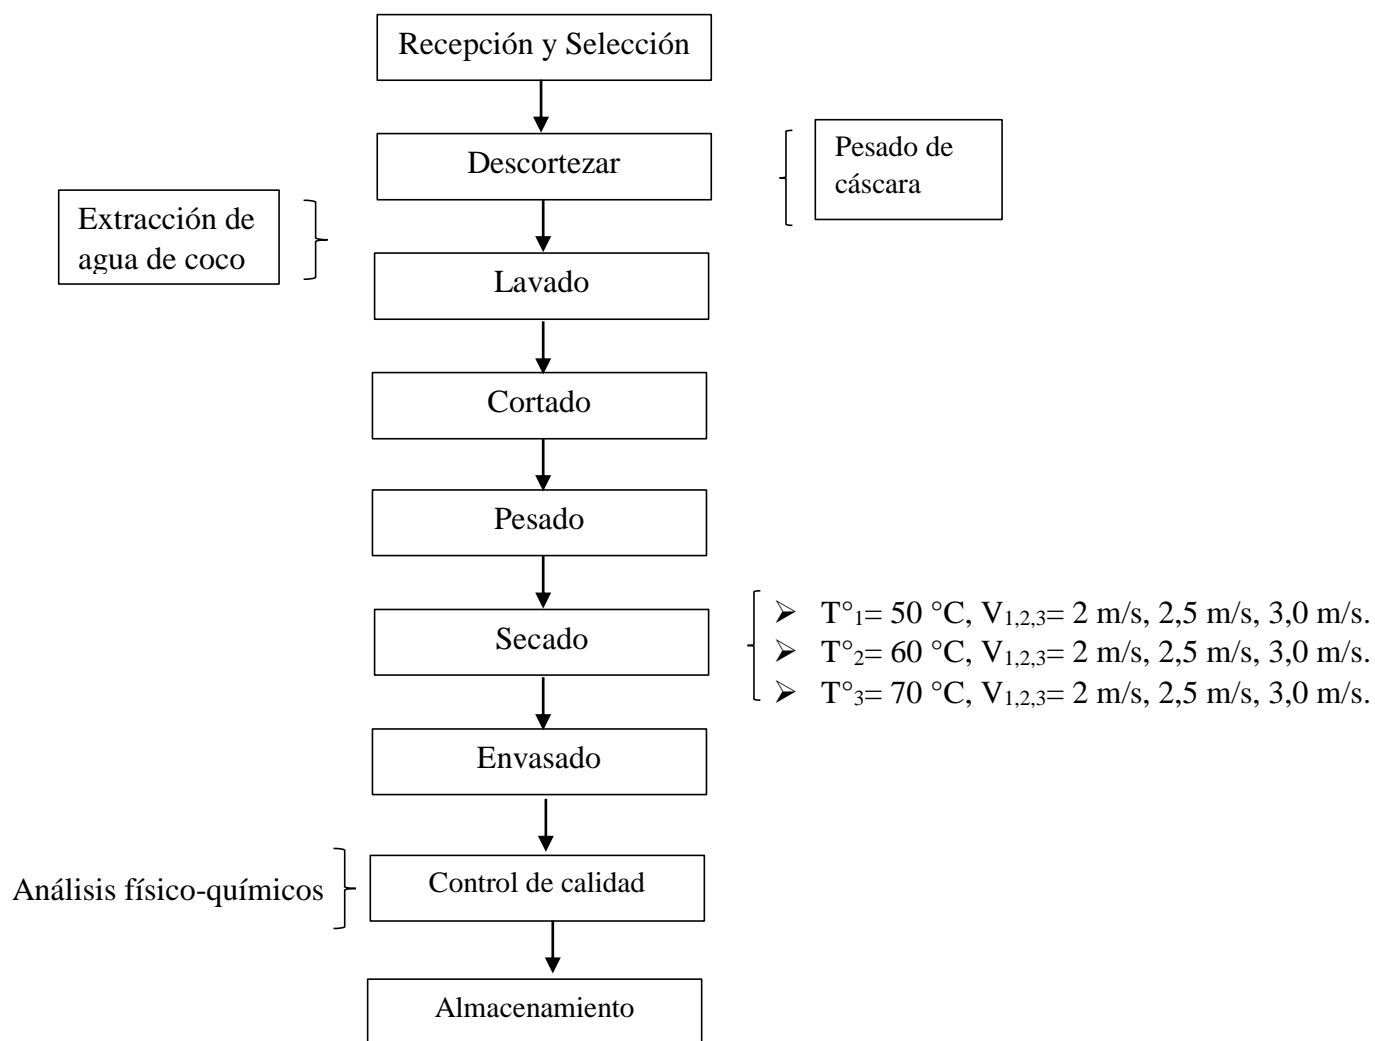 Recepción y Selección
Descortezar
Pesado de
cáscara
Extracción de
agua de coco
Lavado
Cortado
Pesado
Secado
➢ T°₁= 50 °C, V₁,₂,₃= 2 m/s, 2,5 m/s, 3,0 m/s.
➢ T°₂= 60 °C, V₁,₂,₃= 2 m/s, 2,5 m/s, 3,0 m/s.
➢ T°₃= 70 °C, V₁,₂,₃= 2 m/s, 2,5 m/s, 3,0 m/s.
Envasado
Análisis físico-químicos
Control de calidad
Almacenamiento